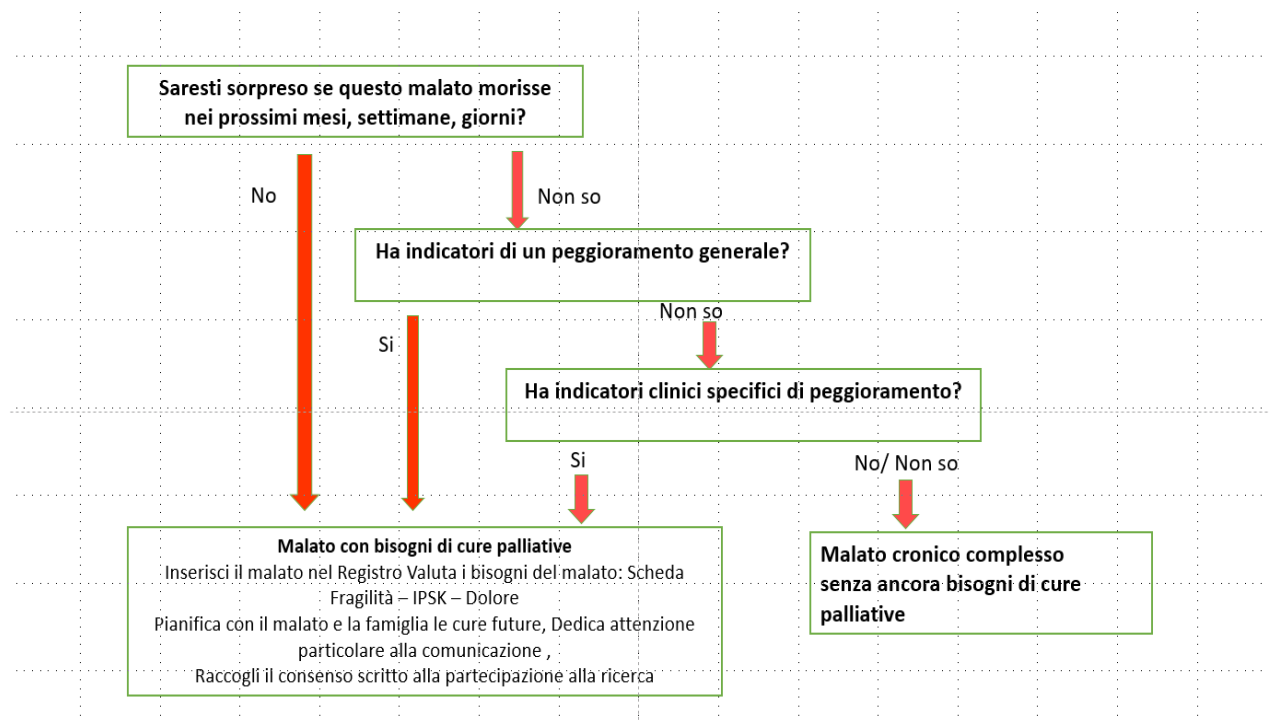 Saresti sorpreso se questo malato morisse
nei prossimi mesi, settimane, giorni?
No
Non so
Ha indicatori di un peggioramento generale?
Non so
Si
Ha indicatori clinici specifici di peggioramento?
Si
No/ Non so
Malato con bisogni di cure palliative
Inserisci il malato nel Registro Valuta i bisogni del malato: Scheda
Fragilità – IPSK – Dolore
Pianifica con il malato e la famiglia le cure future, Dedica attenzione
particolare alla comunicazione ,
Raccogli il consenso scritto alla partecipazione alla ricerca
Malato cronico complesso
senza ancora bisogni di cure
palliative